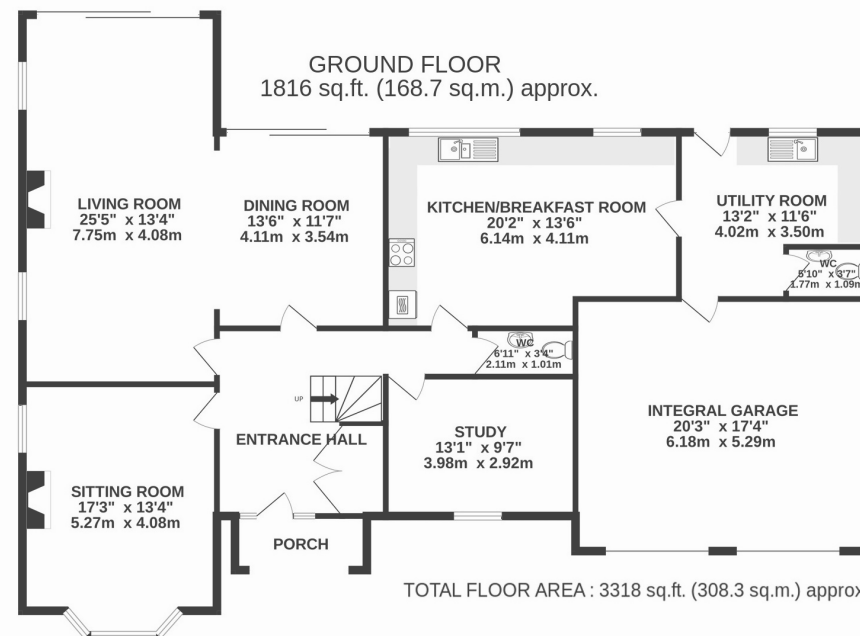 GROUND FLOOR
1816 sq.ft. (168.7 sq.m.) approx.
LIVING ROOM
25'5" x 13'4"
7.75m x 4.08m
DINING ROOM
13'6" x 11'7"
4.11m x 3.54m
KITCHEN/BREAKFAST ROOM
20'2" x 13'6"
6.14m x 4.11m
UTILITY ROOM
13'2" x 11'6"
4.02m x 3.50m
WC
5'10" x 3'7"
1.77m x 1.09m
WC
6'11" x 3'4"
2.11m x 1.01m
UP
ENTRANCE HALL
STUDY
13'1" x 9'7"
3.98m x 2.92m
INTEGRAL GARAGE
20'3" x 17'4"
6.18m x 5.29m
SITTING ROOM
17'3" x 13'4"
5.27m x 4.08m
PORCH
TOTAL FLOOR AREA : 3318 sq.ft. (308.3 sq.m.) approx